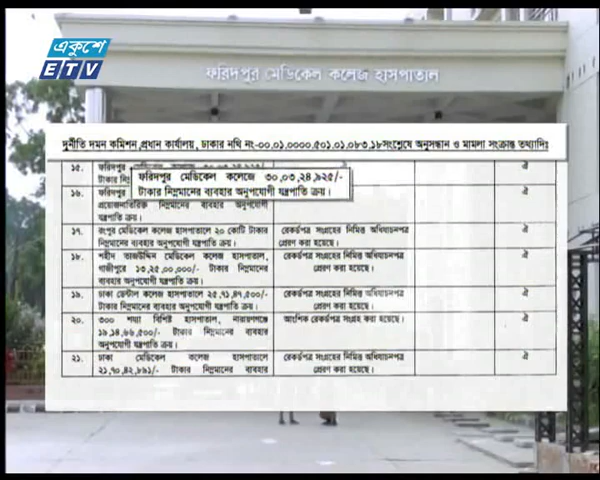 একুশে
ETV
ফরিদপুর মেডিকেল কলেজ হাসপাতাল
দুর্নীতি দমন কমিশন,প্রধান কার্যালয়, ঢাকার নথি নং-০০.০১.০০০০.৫০১.০১.০৮৩.১৮সংশ্লেষে অনুসন্ধান ও মামলা সংক্রান্ত তথ্যাদিঃ
১৫. ফরিদপুর
টাকার
ফরিদপুর মেডিকেল কলেজে ৩০,০৩,২৪,৯২৫/-
টাকার নিম্নমানের ব্যবহার অনুপযোগী যন্ত্রপাতি ক্রয়।
১৬. ফরিদপুর ঐ
প্রয়োজনাতিরিক্ত নিম্নমানের ব্যবহার অনুপযোগী
যন্ত্রপাতি ক্রয়।
১৭. রংপুর মেডিকেল কলেজ হাসপাতালে ২০ কোটি টাকার রেকর্ডপত্র সংগ্রহের নিমিত্ত অধিযাচনপত্র ঐ
নিম্নমানের ব্যবহার অনুপযোগী যন্ত্রপাতি ক্রয়। প্রেরণ করা হয়েছে।
১৮. শহীদ তাজউদ্দিন মেডিকেল কলেজ হাসপাতাল, রেকর্ডপত্র সংগ্রহের নিমিত্ত অধিযাচনপত্র ঐ
গাজীপুরে ১৩,২৫,০০,০০০/- টাকার নিম্নমানের প্রেরণ করা হয়েছে।
ব্যবহার অনুপযোগী যন্ত্রপাতি ক্রয়।
১৯. ঢাকা ডেন্টাল কলেজ হাসপাতালে ২৫,৭১,৪৭,৫০০/- রেকর্ডপত্র সংগ্রহের নিমিত্ত অধিযাচনপত্র ঐ
টাকার নিম্নমানের ব্যবহার অনুপযোগী যন্ত্রপাতি ক্রয়। প্রেরণ করা হয়েছে।
২০. ৩০০ শয্যা বিশিষ্ট হাসপাতাল, নারায়ণগঞ্জে আংশিক রেকর্ডপত্র সংগ্রহ করা হয়েছে। ঐ
১৯,১৪,৬৬,৫০০/- টাকার নিম্নমানের ব্যবহার
অনুপযোগী যন্ত্রপাতি ক্রয়।
২১. ঢাকা মেডিকেল কলেজ হাসপাতালে রেকর্ডপত্র সংগ্রহের নিমিত্ত অধিযাচনপত্র ঐ
২১,৭০,৪২,৮৯১/- টাকার নিম্নমানের ব্যবহার প্রেরণ করা হয়েছে।